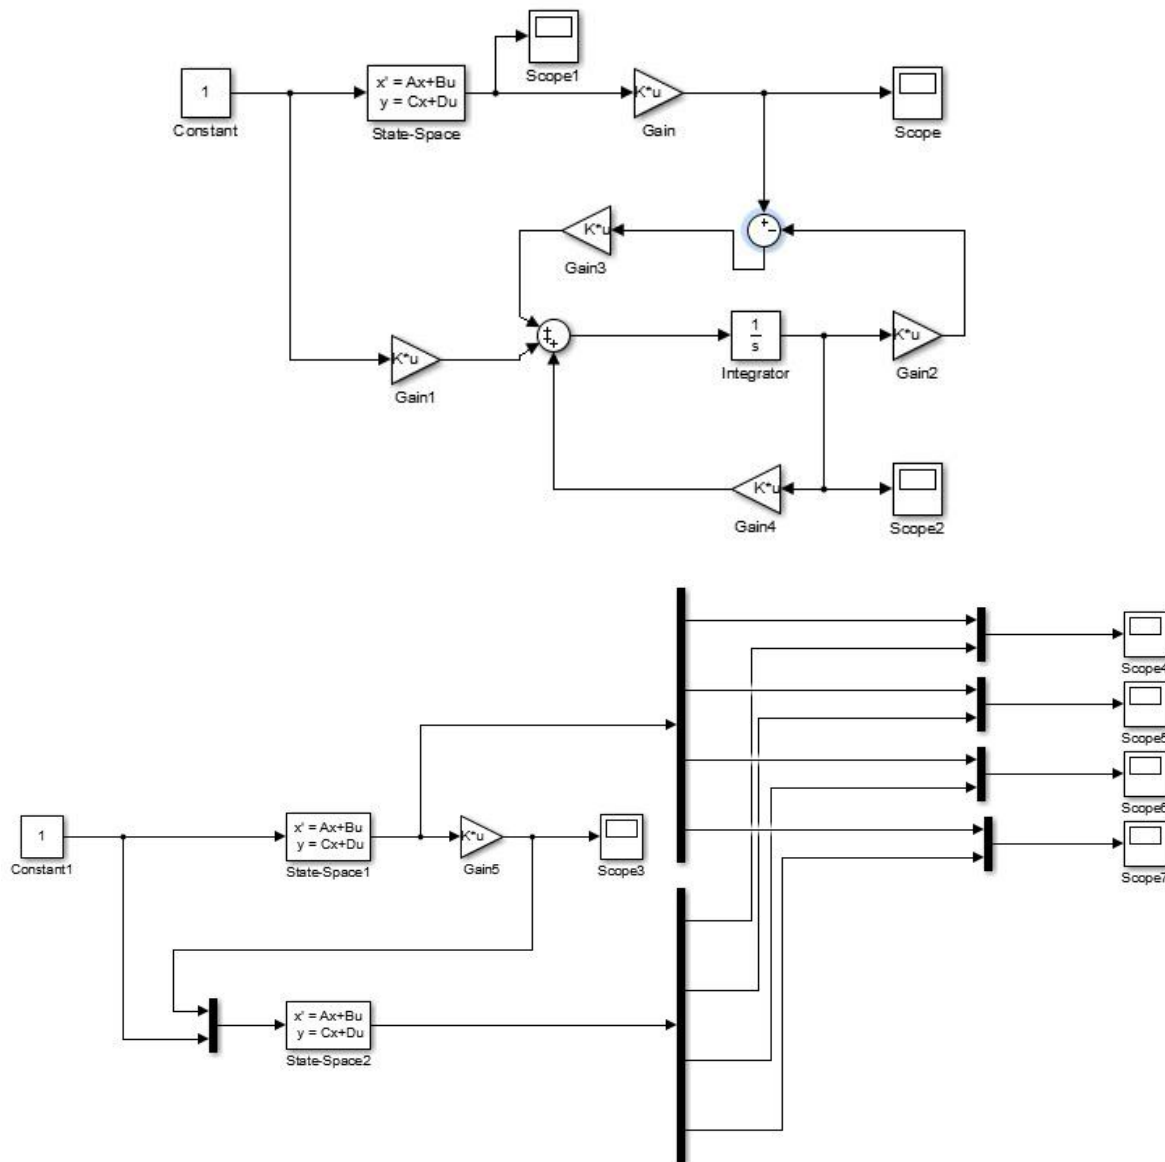 Scope1
1
Constant
x' = Ax+Bu
y = Cx+Du
State-Space
K*u
Gain
Scope
+
−
K*u
Gain3
K*u
Gain1
+
+
+
1
s
Integrator
K*u
Gain2
K*u
Gain4
Scope2
Scope4
Scope5
Scope6
Scope7
1
Constant1
x' = Ax+Bu
y = Cx+Du
State-Space1
K*u
Gain5
Scope3
x' = Ax+Bu
y = Cx+Du
State-Space2